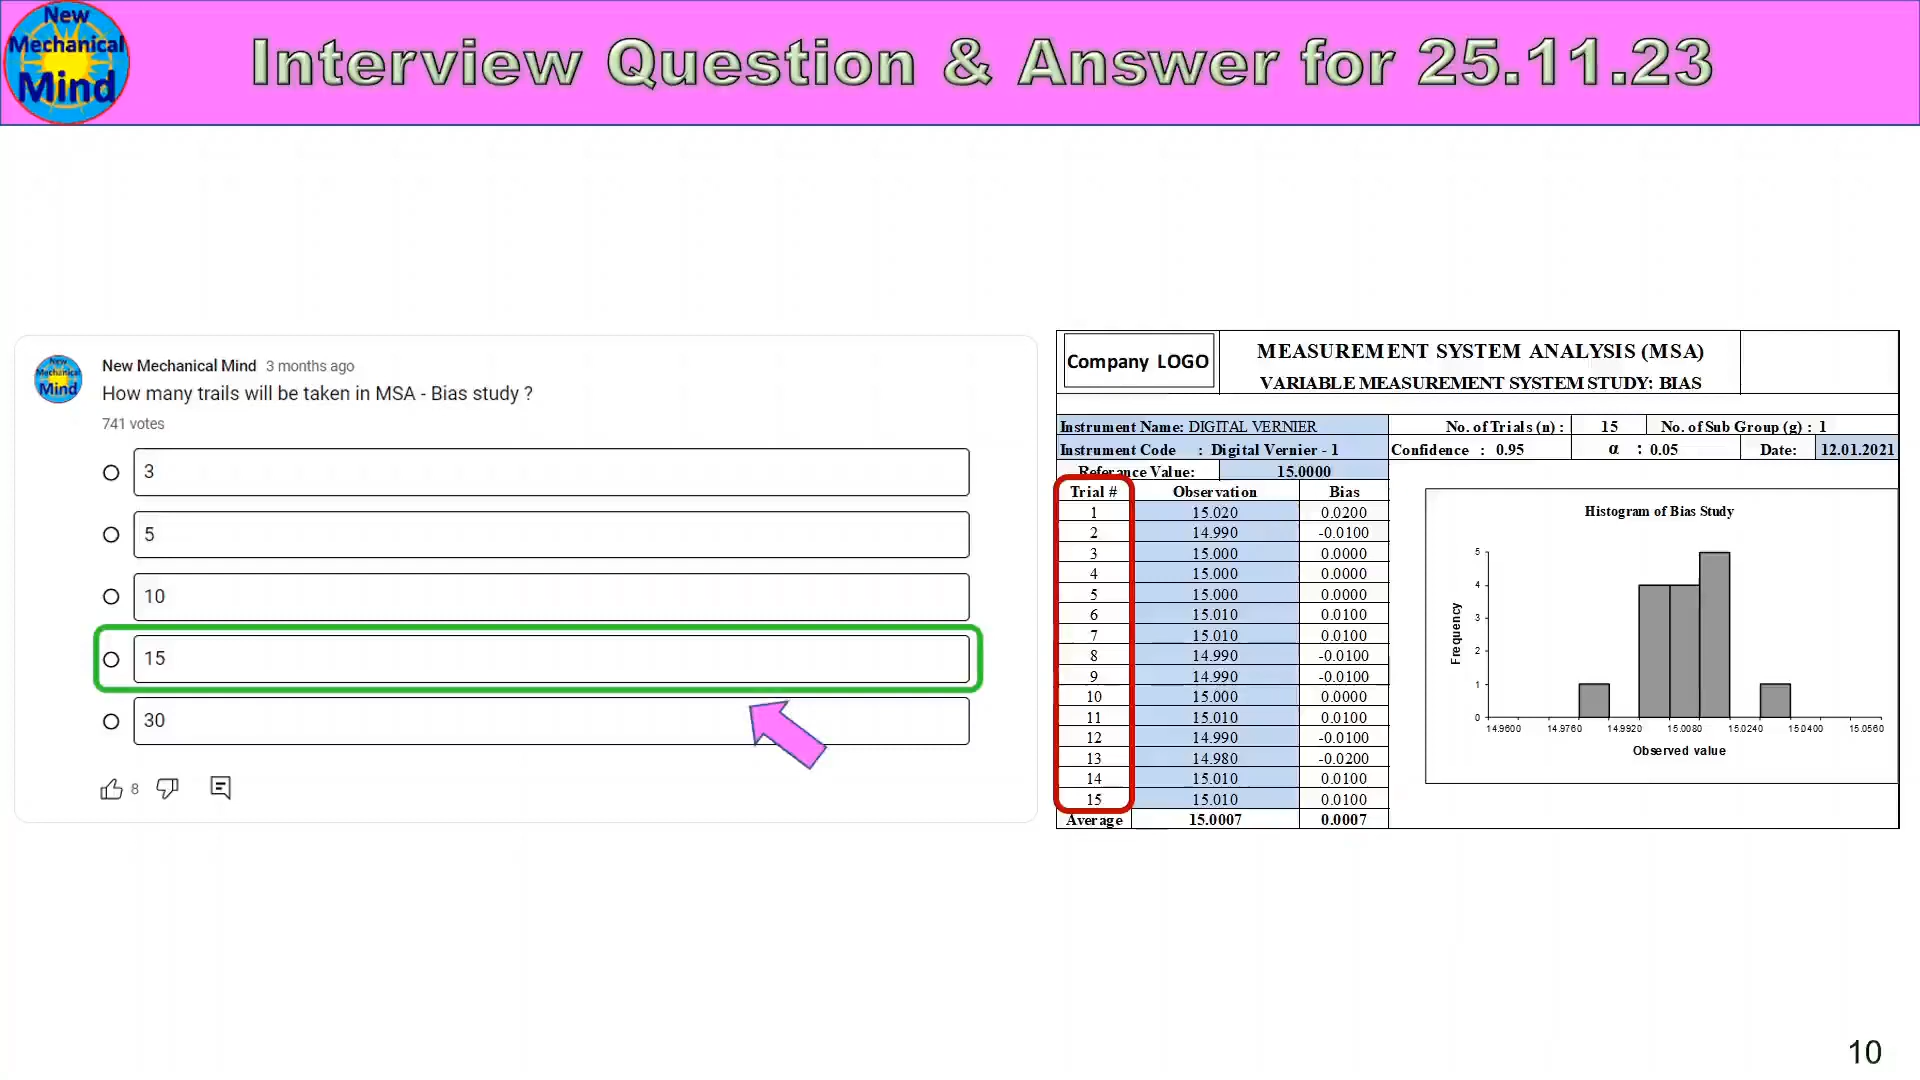 New
Mechanical
Mind
Interview Question & Answer for 25.11.23
New
Mechanical
Mind
New Mechanical Mind 3 months ago
How many trails will be taken in MSA - Bias study ?
741 votes
3
5
10
15
30
8
Company LOGO
MEASUREMENT SYSTEM ANALYSIS (MSA)
VARIABLE MEASUREMENT SYSTEM STUDY: BIAS
Instrument Name: DIGITAL VERNIER No. of Trials (n) : 15 No. of Sub Group (g) : 1
Instrument Code : Digital Vernier - 1 Confidence : 0.95 α : 0.05 Date: 12.01.2021
Referance Value: 15.0000
Trial # Observation Bias
1 15.020 0.0200
2 14.990 -0.0100
3 15.000 0.0000
4 15.000 0.0000
5 15.000 0.0000
6 15.010 0.0100
7 15.010 0.0100
8 14.990 -0.0100
9 14.990 -0.0100
10 15.000 0.0000
11 15.010 0.0100
12 14.990 -0.0100
13 14.980 -0.0200
14 15.010 0.0100
15 15.010 0.0100
Average 15.0007 0.0007
Histogram of Bias Study
Frequency
5
4
3
2
1
0
14.9600 14.9760 14.9920 15.0080 15.0240 15.0400 15.0560
Observed value
10